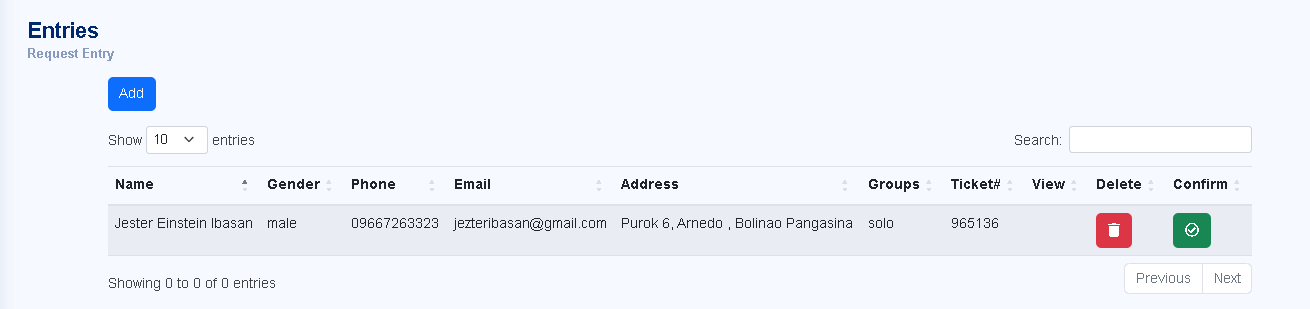 Entries
Request Entry
Add
Show 10 entries
Search:
Name Gender Phone Email Address Groups Ticket# View Delete Confirm
Jester Einstein Ibasan male 09667263323 jezteribasan@gmail.com Purok 6, Arnedo , Bolinao Pangasina solo 965136
Showing 0 to 0 of 0 entries
Previous Next